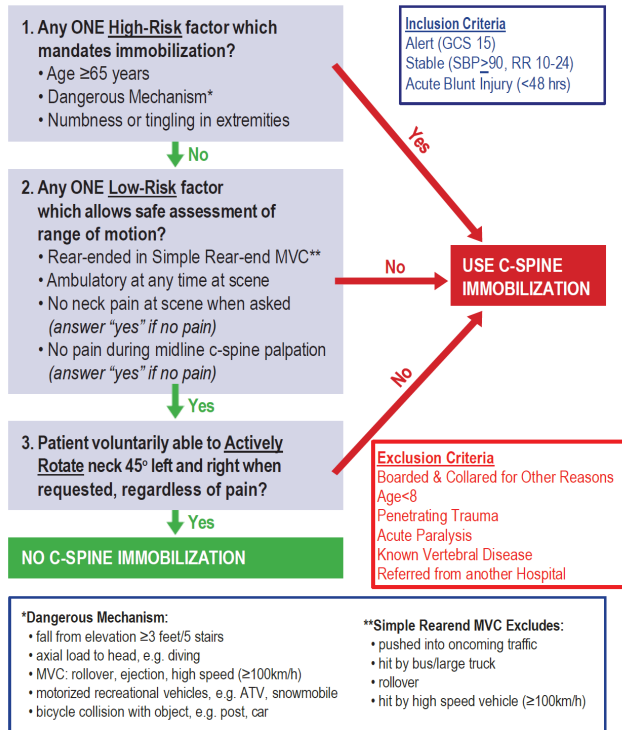 1. Any ONE High-Risk factor which
mandates immobilization?
• Age ≥65 years
• Dangerous Mechanism*
• Numbness or tingling in extremities
Inclusion Criteria
Alert (GCS 15)
Stable (SBP≥90, RR 10-24)
Acute Blunt Injury (<48 hrs)
Yes
No
2. Any ONE Low-Risk factor
which allows safe assessment of
range of motion?
• Rear-ended in Simple Rear-end MVC**
• Ambulatory at any time at scene
• No neck pain at scene when asked
(answer “yes” if no pain)
• No pain during midline c-spine palpation
(answer “yes” if no pain)
No
USE C-SPINE
IMMOBILIZATION
Yes
No
3. Patient voluntarily able to Actively
Rotate neck 45º left and right when
requested, regardless of pain?
Yes
NO C-SPINE IMMOBILIZATION
Exclusion Criteria
Boarded & Collared for Other Reasons
Age<8
Penetrating Trauma
Acute Paralysis
Known Vertebral Disease
Referred from another Hospital
*Dangerous Mechanism:
• fall from elevation ≥3 feet/5 stairs
• axial load to head, e.g. diving
• MVC: rollover, ejection, high speed (≥100km/h)
• motorized recreational vehicles, e.g. ATV, snowmobile
• bicycle collision with object, e.g. post, car
**Simple Rearend MVC Excludes:
• pushed into oncoming traffic
• hit by bus/large truck
• rollover
• hit by high speed vehicle (≥100km/h)